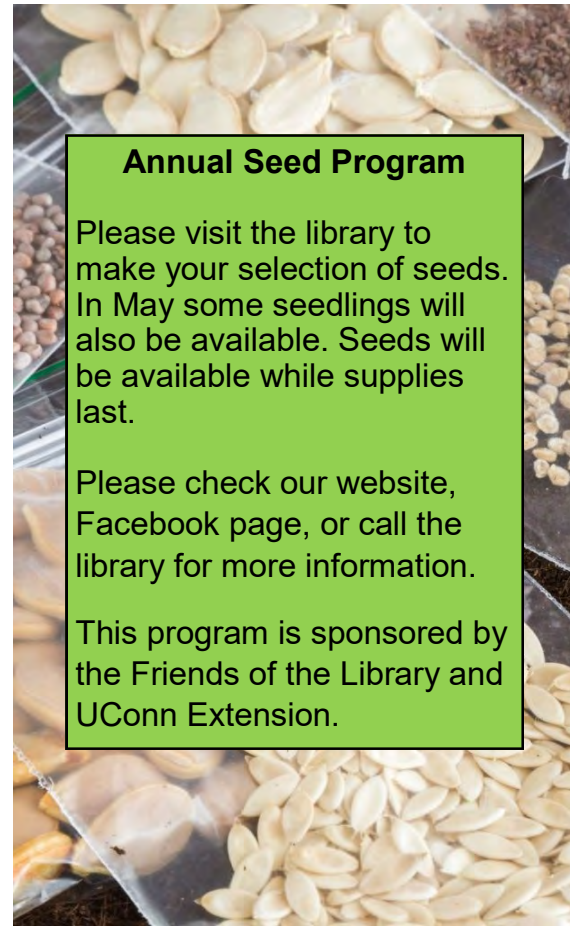 Annual Seed Program
Please visit the library to
make your selection of seeds.
In May some seedlings will
also be available. Seeds will
be available while supplies
last.
Please check our website,
Facebook page, or call the
library for more information.
This program is sponsored by
the Friends of the Library and
UConn Extension.